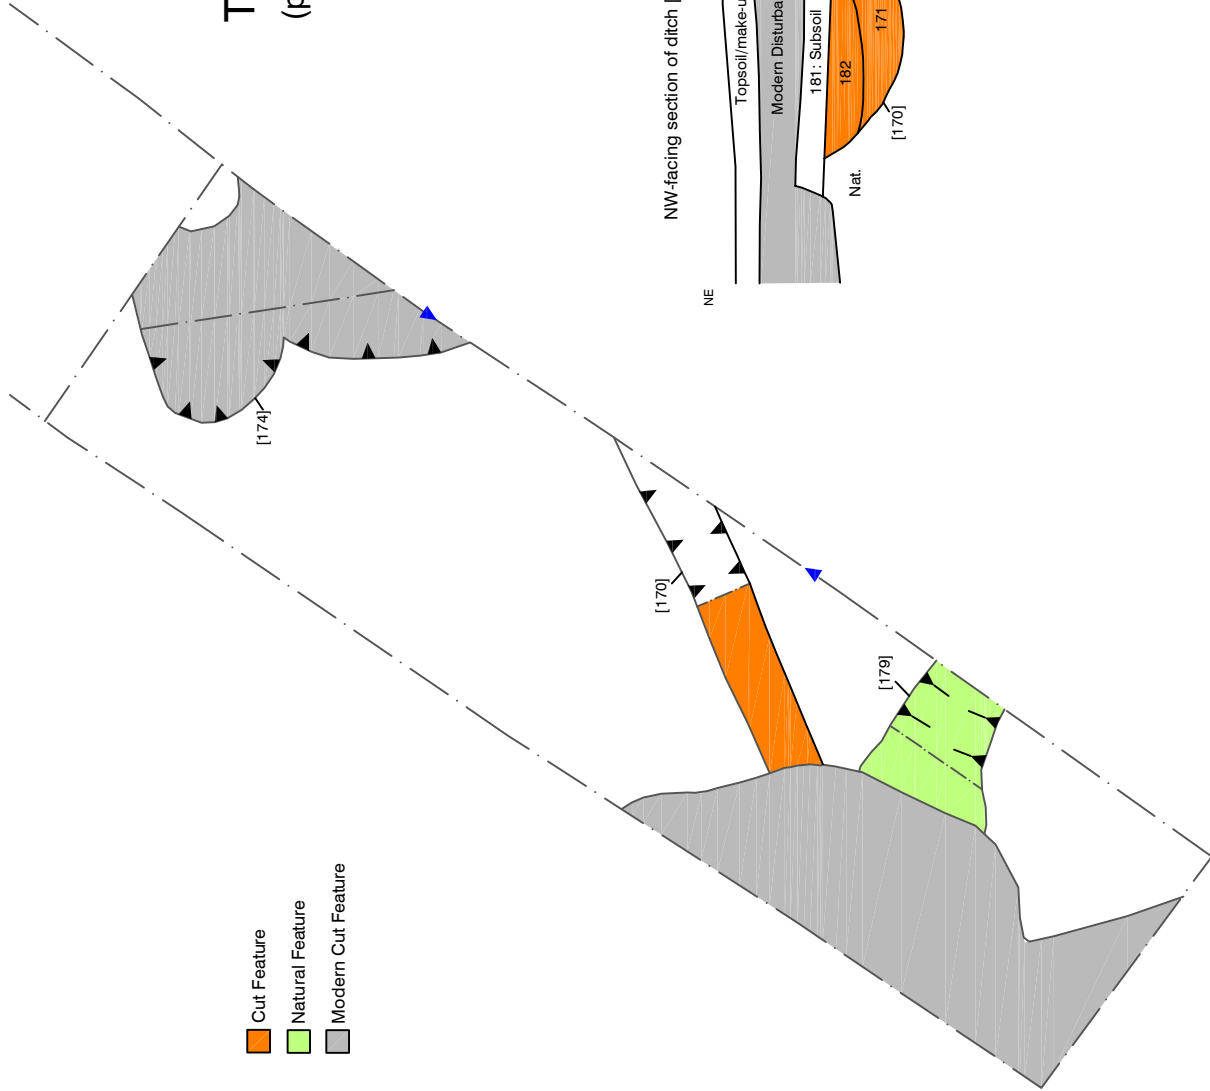 T
(p
NW-facing section of ditch [
NE
Topsoil/make-u
Modern Disturba
181: Subsoil
182
171
[170]
Nat.
[174]
[170]
[179]
Cut Feature
Natural Feature
Modern Cut Feature